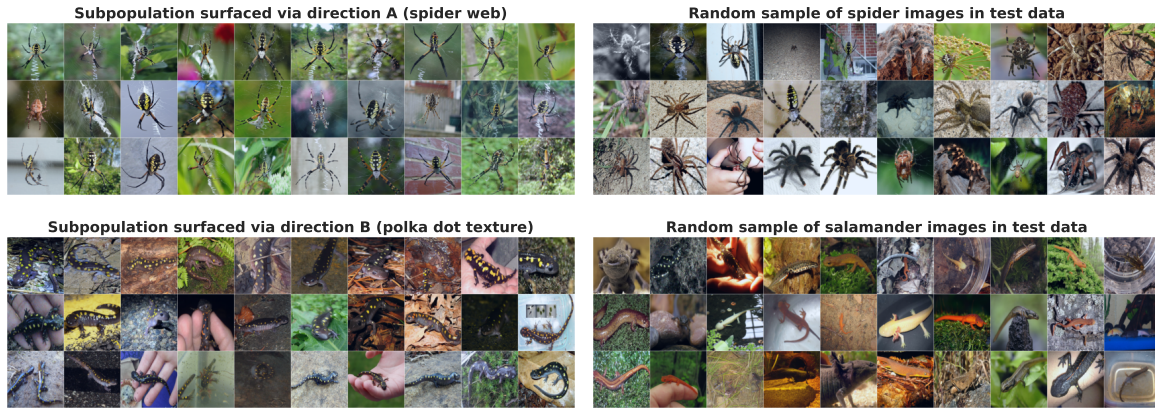 Subpopulation surfaced via direction A (spider web)
Random sample of spider images in test data
Subpopulation surfaced via direction B (polka dot texture)
Random sample of salamander images in test data